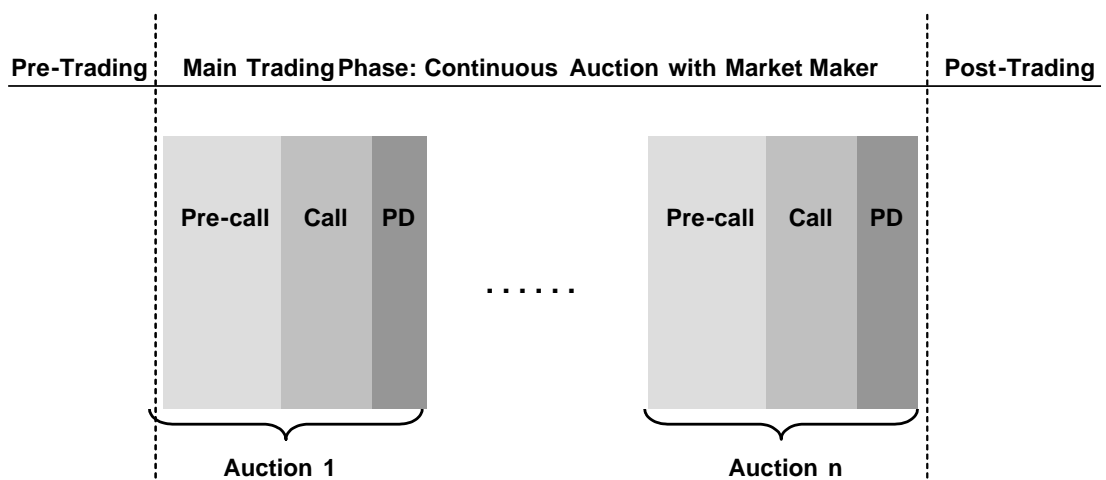 Pre-Trading Main Trading Phase: Continuous Auction with Market Maker Post-Trading
Pre-call Call PD Pre-call Call PD
......
Auction 1 Auction n